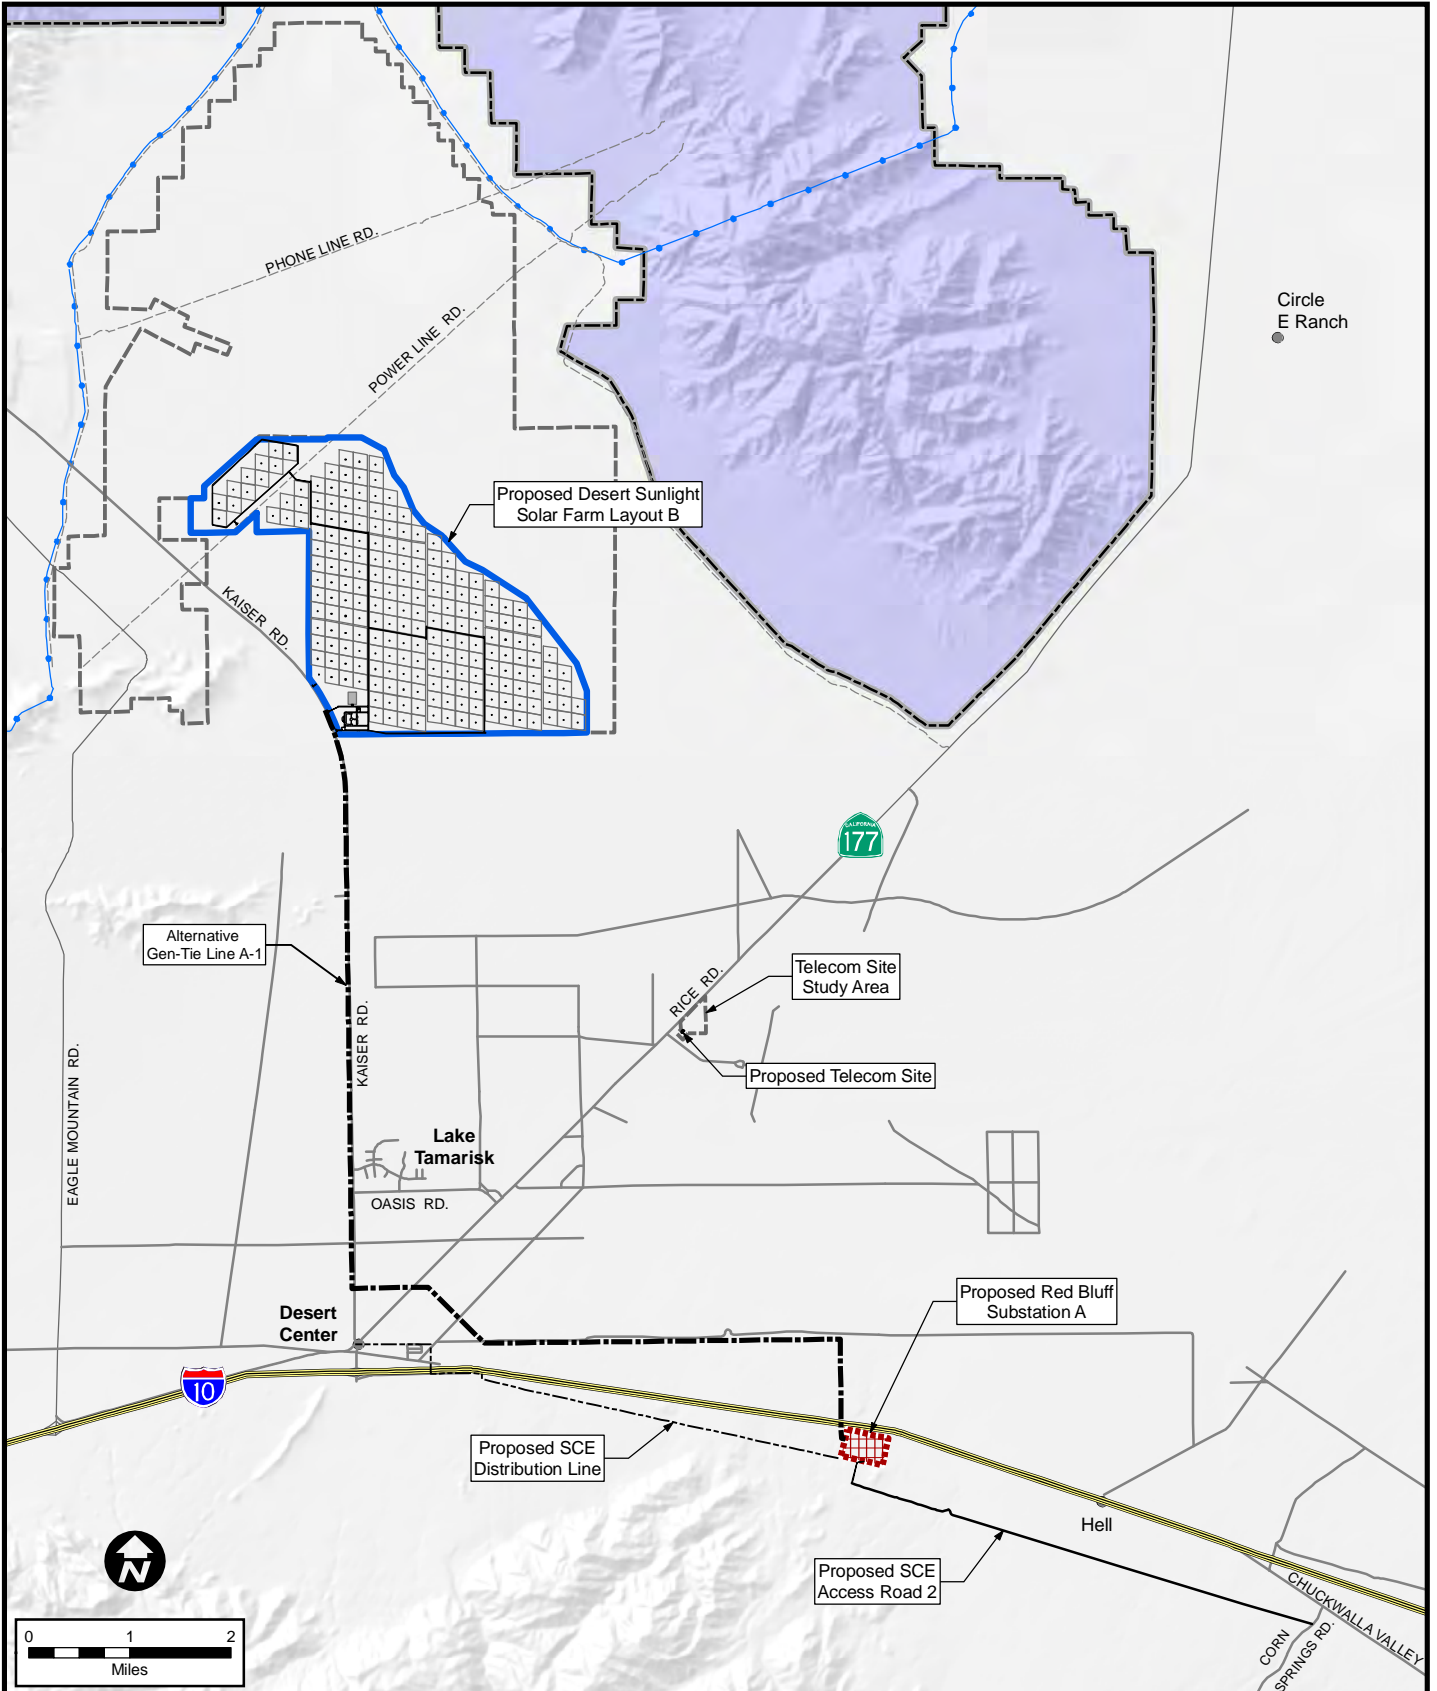 PHONE LINE RD.
Circle
E Ranch
POWER LINE RD.
Proposed Desert Sunlight
Solar Farm Layout B
KAISER RD.
CALIFORNIA
177
Alternative
Gen-Tie Line A-1
Telecom Site
Study Area
RICE RD.
KAISER RD.
Proposed Telecom Site
EAGLE MOUNTAIN RD.
Lake
Tamarisk
OASIS RD.
Proposed Red Bluff
Substation A
Desert
Center
10
Proposed SCE
Distribution Line
Hell
N
Proposed SCE
Access Road 2
CHUCKWALLA VALLEY
CORN
SPRINGS RD.
0 1 2
Miles